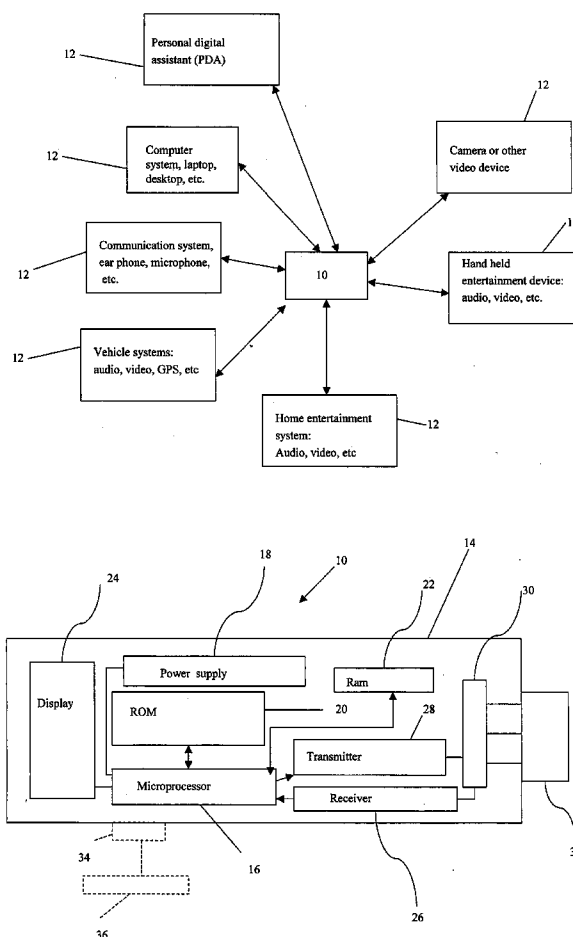 Personal digital
assistant (PDA)
12
12
Camera or other
video device
Computer
system, laptop,
desktop, etc.
12
Communication system,
ear phone, microphone,
etc.
12
10
1
Hand held
entertainment device:
audio, video, etc.
Vehicle systems:
audio, video, GPS, etc
12
Home entertainment
system:
Audio, video, etc
12
24
18
10
22
14
30
Power supply
Ram
Display
ROM
20
28
Transmitter
Microprocessor
Receiver
34
16
26
3
36